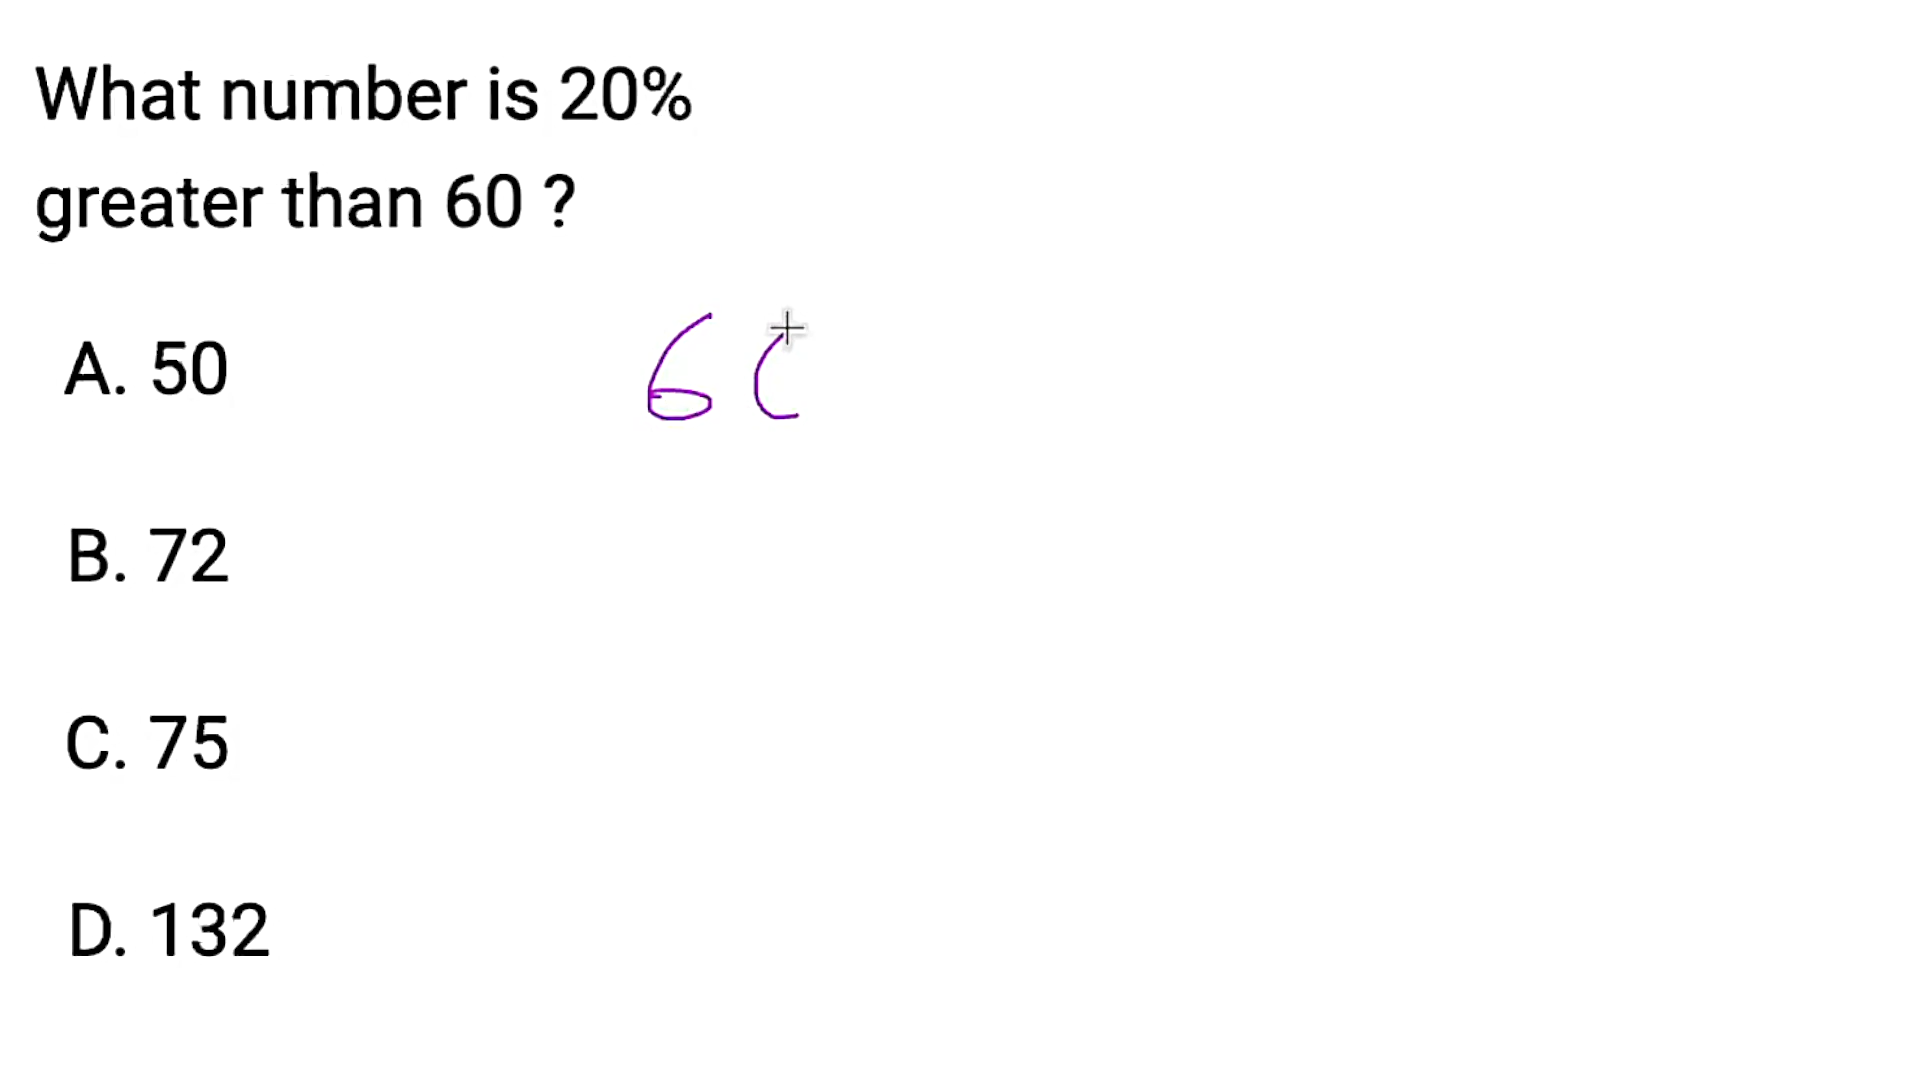 What number is 20%
greater than 60 ?
A. 50
6
B. 72
C. 75
D. 132